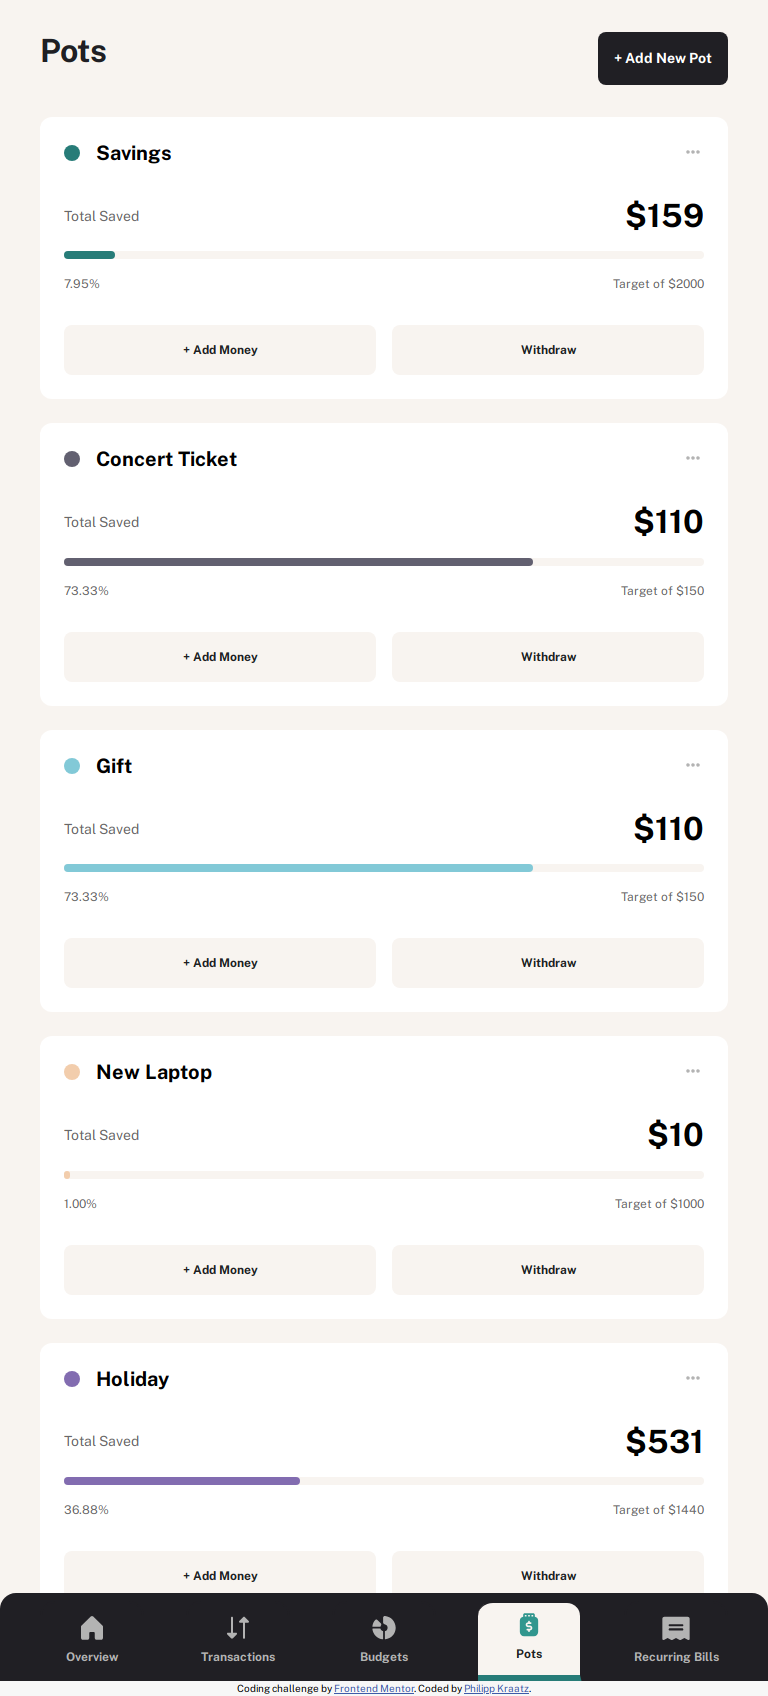 Pots
+ Add New Pot
Savings
Total Saved
$159
7.95%
Target of $2000
+ Add Money
Withdraw
Concert Ticket
Total Saved
$110
73.33%
Target of $150
+ Add Money
Withdraw
Gift
Total Saved
$110
73.33%
Target of $150
+ Add Money
Withdraw
New Laptop
Total Saved
$10
1.00%
Target of $1000
+ Add Money
Withdraw
Holiday
Total Saved
$531
36.88%
Target of $1440
+ Add Money
Withdraw
Overview
Transactions
Budgets
Pots
Recurring Bills
Coding challenge by Frontend Mentor. Coded by Philipp Kraatz.